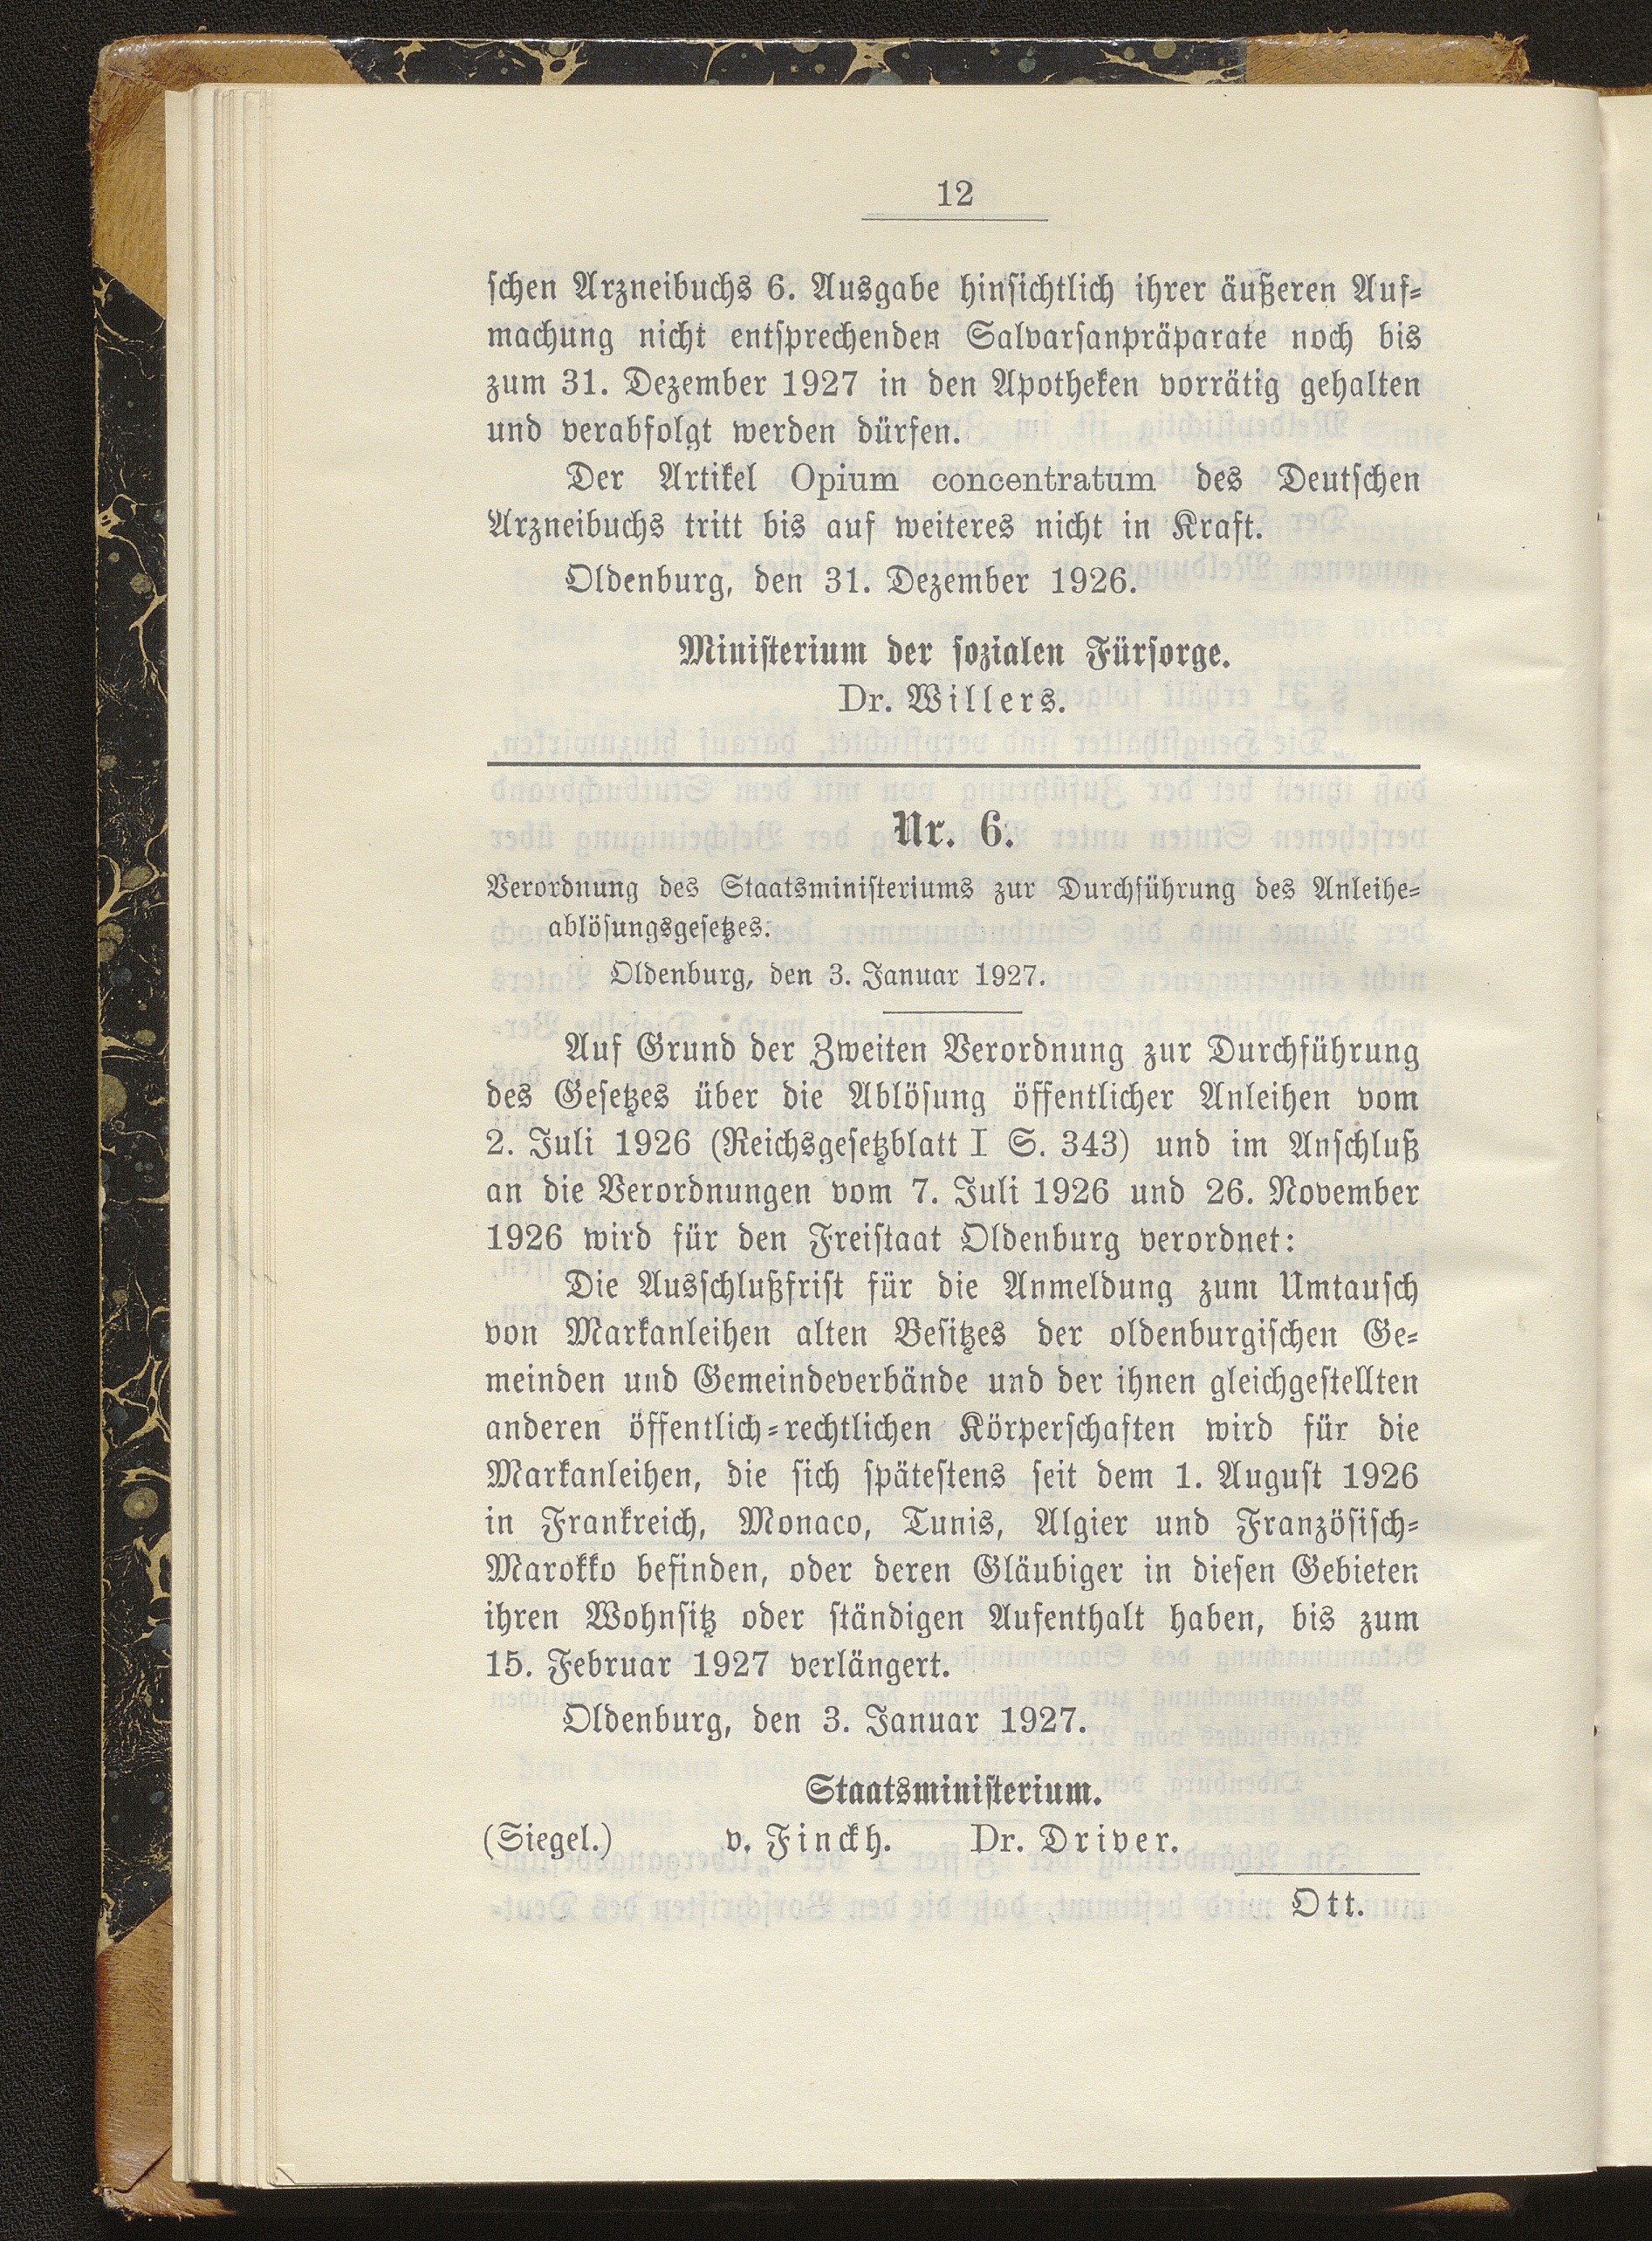 12
schen Arzneibuchs 6. Ausgabe hinsichtlich ihrer äußeren Auf-
machung nicht entsprechenden Salvarsanpräparate noch bis
zum 31. Dezember 1927 in den Apotheken vorrätig gehalten
und verabfolgt werden dürfen.
Der Artikel Opium concentratum des Deutschen
Arzneibuchs tritt bis auf weiteres nicht in Kraft.
Oldenburg, den 31. Dezember 1926.
Ministerium der sozialen Fürsorge.
Dr. Willers.
Nr. 6.
Verordnung des Staatsministeriums zur Durchführung des Anleihe-
ablösungsgesetzes.
Oldenburg, den 3. Januar 1927.
Auf Grund der Zweiten Verordnung zur Durchführung
des Gesetzes über die Ablösung öffentlicher Anleihen vom
2. Juli 1926 (Reichsgesetzblatt I S. 343) und im Anschluß
an die Verordnungen vom 7. Juli 1926 und 26. November
1926 wird für den Freistaat Oldenburg verordnet:
Die Ausschlußfrist für die Anmeldung zum Umtausch
von Markanleihen alten Besitzes der oldenburgischen Ge-
meinden und Gemeindeverbände und der ihnen gleichgestellten
anderen öffentlich-rechtlichen Körperschaften wird für die
Markanleihen, die sich spätestens seit dem 1. August 1926
in Frankreich, Monaco, Tunis, Algier und Französisch-
Marokko befinden, oder deren Gläubiger in diesen Gebieten
ihren Wohnsitz oder ständigen Aufenthalt haben, bis zum
15. Februar 1927 verlängert.
Oldenburg, den 3. Januar 1927.
Staatsministerium.
(Siegel.) v. Finckh. Dr. Driver.
Ott.